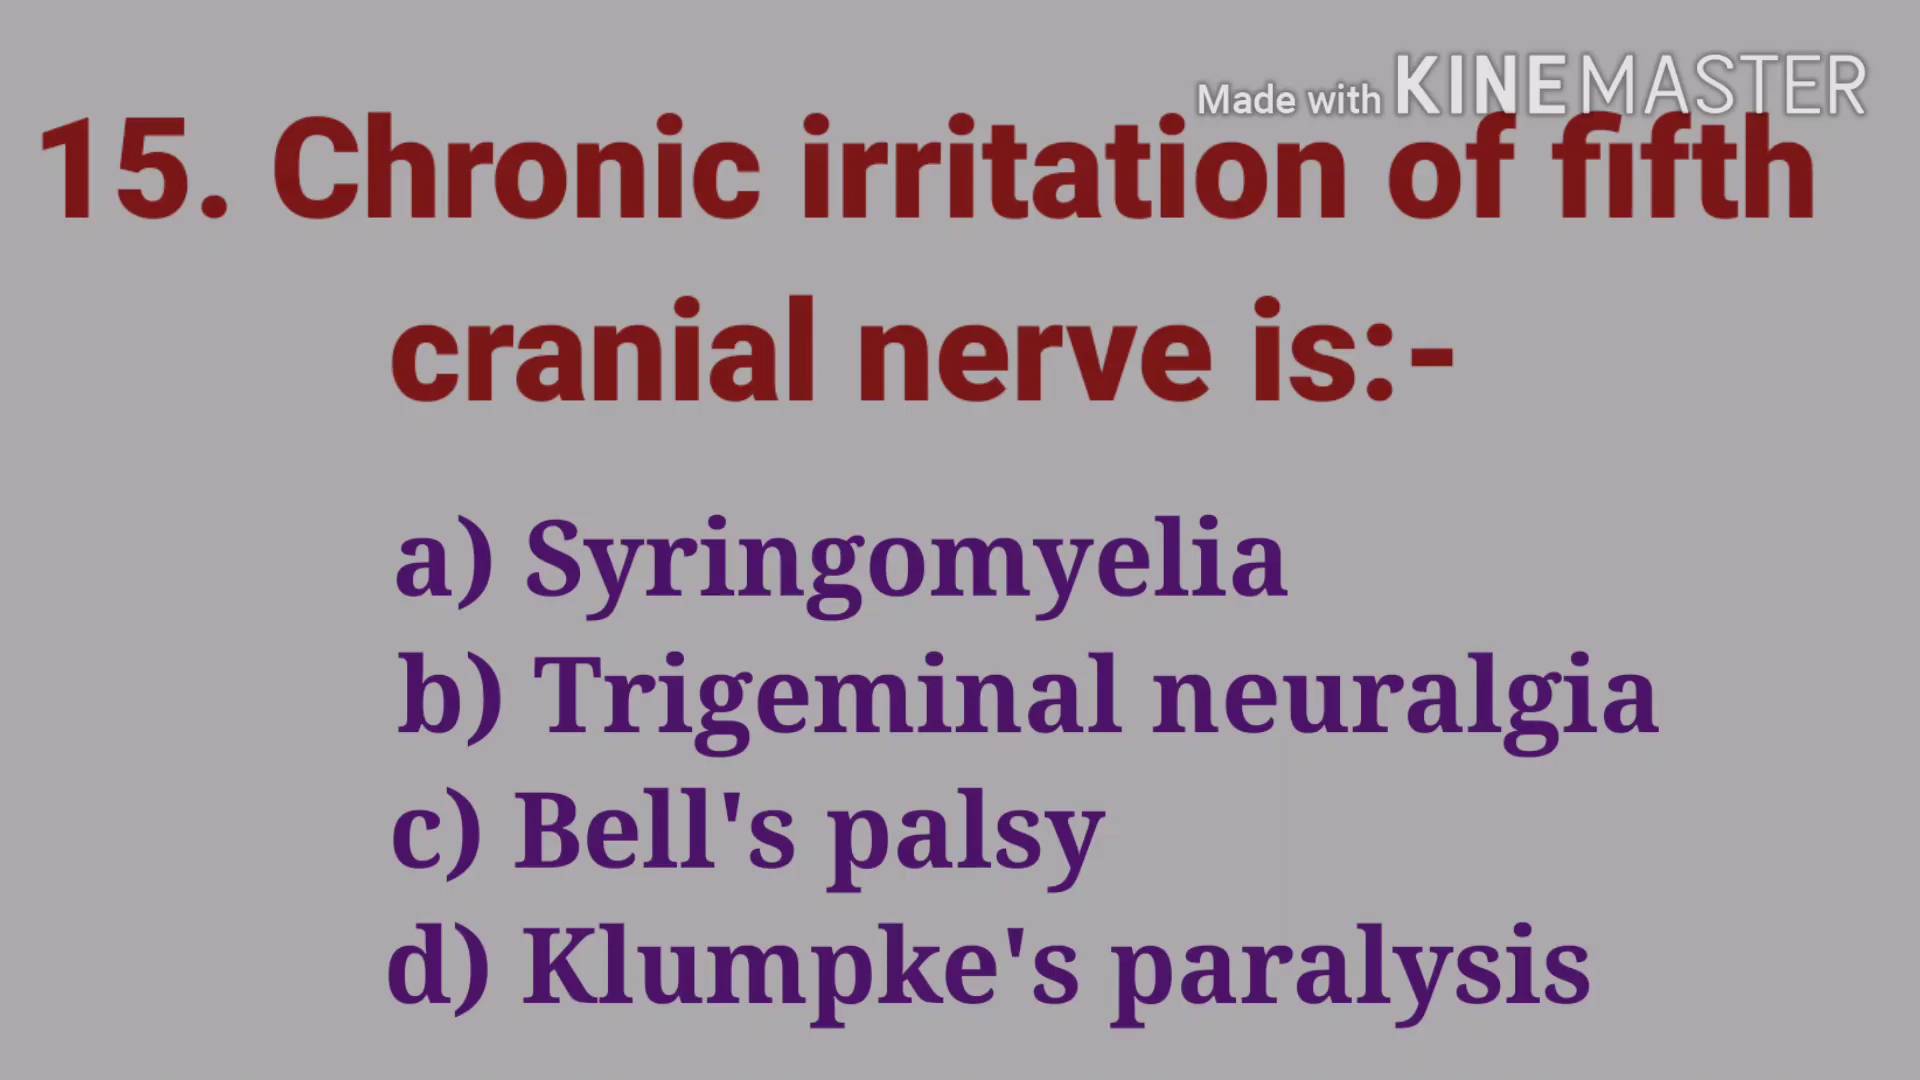 Made with KINEMASTER
15. Chronic irritation of fifth
cranial nerve is:-
a) Syringomyelia
b) Trigeminal neuralgia
c) Bell's palsy
d) Klumpke's paralysis